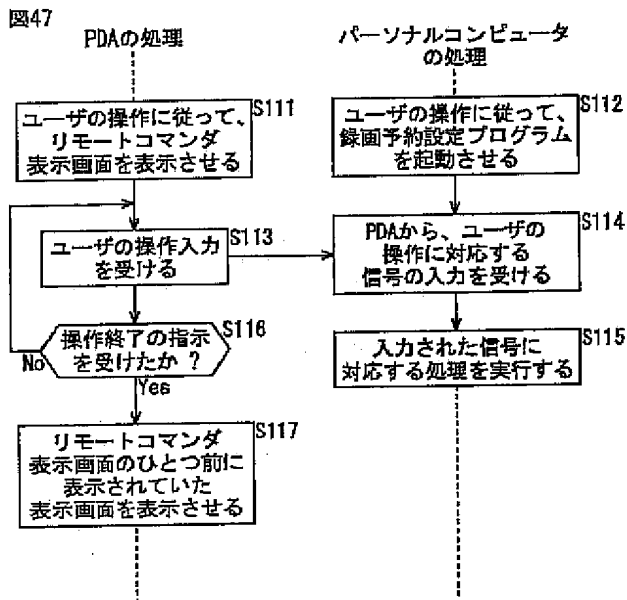 図47
PDAの処理
パーソナルコンピュータ
の処理
S111
ユーザの操作に従って、
リモートコマンダ
表示画面を表示させる
S112
ユーザの操作に従って、
録画予約設定プログラム
を起動させる
S113
ユーザの操作入力
を受ける
S114
PDAから、ユーザの
操作に対応する
信号の入力を受ける
S116
操作終了の指示
を受けたか?
No
Yes
S115
入力された信号に
対応する処理を実行する
S117
リモートコマンダ
表示画面のひとつ前に
表示されていた
表示画面を表示させる